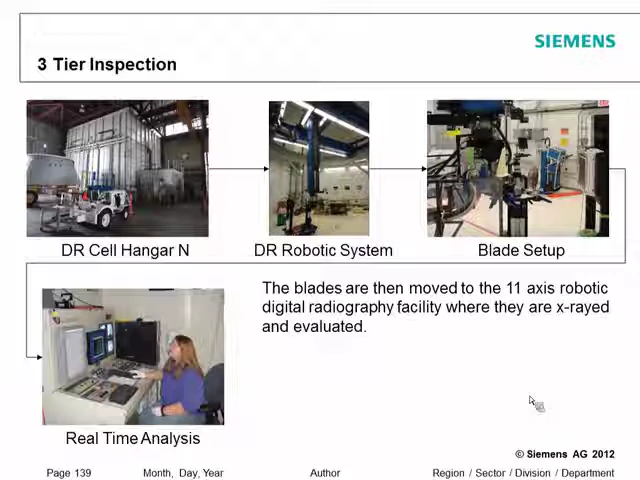 SIEMENS
3 Tier Inspection
DR Cell Hangar N
DR Robotic System
Blade Setup
The blades are then moved to the 11 axis robotic
digital radiography facility where they are x-rayed
and evaluated.
Real Time Analysis
© Siemens AG 2012
Page 139
Month, Day, Year
Author
Region / Sector / Division / Department